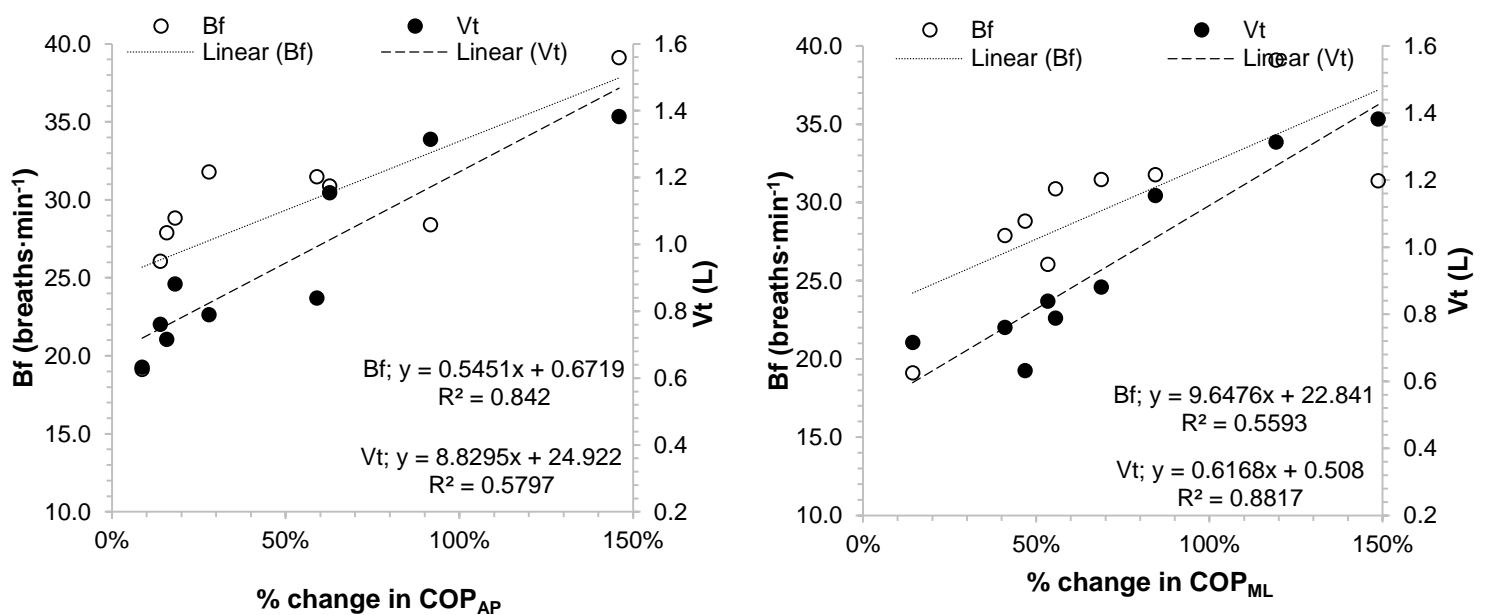 Bf Vt
Linear (Bf) Linear (Vt)
40.0
35.0
30.0
25.0
20.0
15.0
10.0
Bf (breaths·min⁻¹)
1.6
1.4
1.2
1.0
0.8
0.6
0.4
0.2
Vt (L)
Bf; y = 0.5451x + 0.6719
R² = 0.842
Vt; y = 8.8295x + 24.922
R² = 0.5797
0% 50% 100% 150%
% change in COP_AP
Bf Vt
Linear (Bf) Linear (Vt)
40.0
35.0
30.0
25.0
20.0
15.0
10.0
Bf (breaths·min⁻¹)
1.6
1.4
1.2
1.0
0.8
0.6
0.4
0.2
Vt (L)
Bf; y = 9.6476x + 22.841
R² = 0.5593
Vt; y = 0.6168x + 0.508
R² = 0.8817
0% 50% 100% 150%
% change in COP_ML